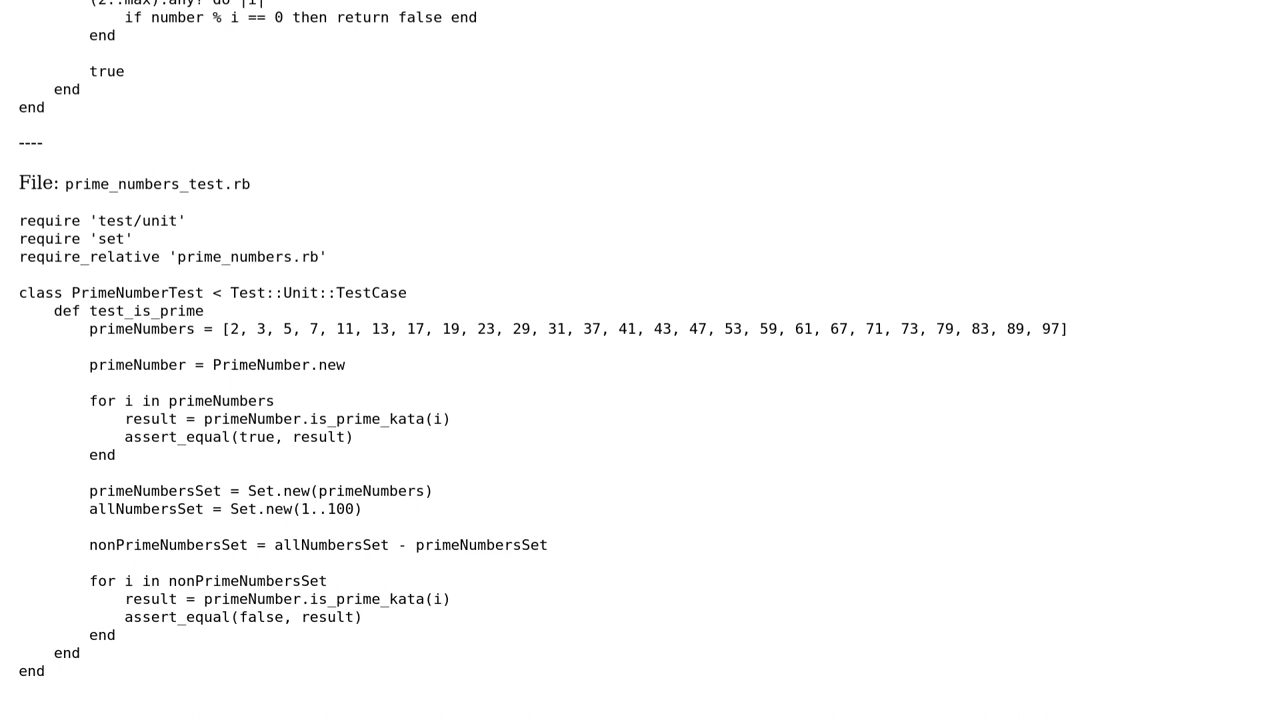 (2..max).any? do |i|
if number % i == 0 then return false end
end
true
end
end
----
File: prime_numbers_test.rb
require 'test/unit'
require 'set'
require_relative 'prime_numbers.rb'
class PrimeNumberTest < Test::Unit::TestCase
def test_is_prime
primeNumbers = [2, 3, 5, 7, 11, 13, 17, 19, 23, 29, 31, 37, 41, 43, 47, 53, 59, 61, 67, 71, 73, 79, 83, 89, 97]
primeNumber = PrimeNumber.new
for i in primeNumbers
result = primeNumber.is_prime_kata(i)
assert_equal(true, result)
end
primeNumbersSet = Set.new(primeNumbers)
allNumbersSet = Set.new(1..100)
nonPrimeNumbersSet = allNumbersSet - primeNumbersSet
for i in nonPrimeNumbersSet
result = primeNumber.is_prime_kata(i)
assert_equal(false, result)
end
end
end